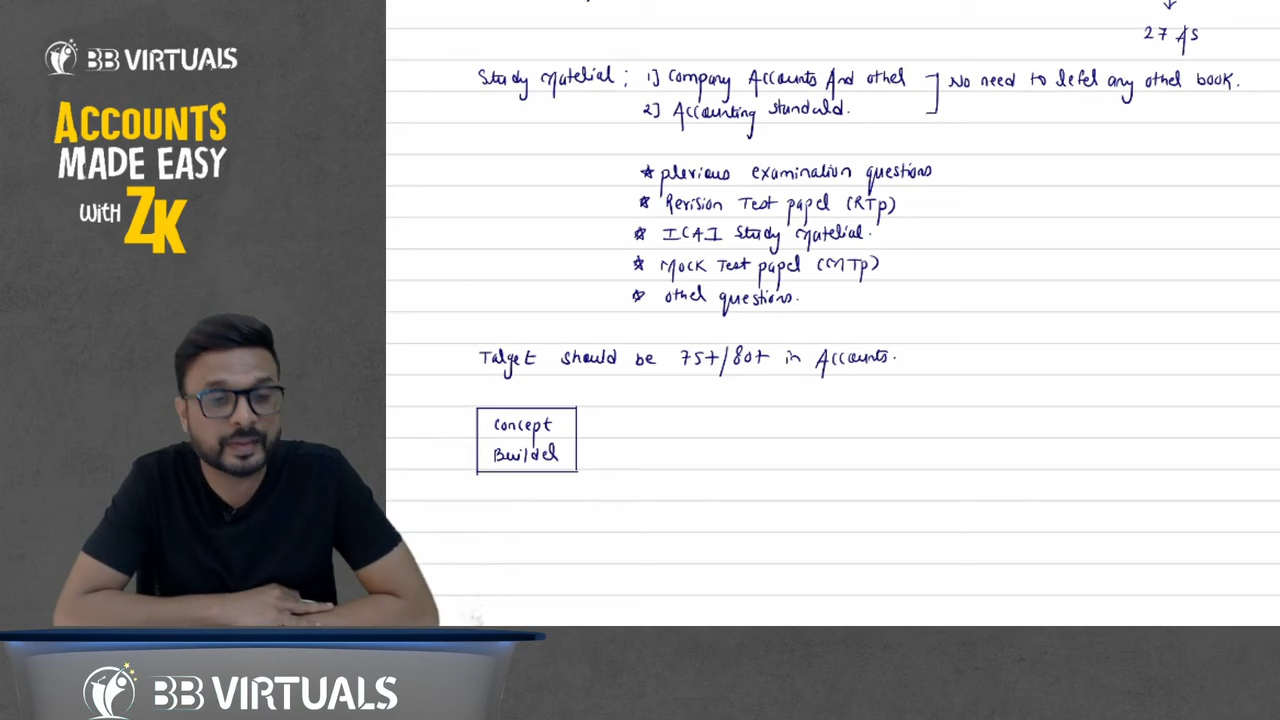 BB VIRTUALS
ACCOUNTS
MADE EASY
WITH ZK
27 AS
Study Material : 1] Company Accounts And other
2] Accounting standard.
No need to refer any other book.
* previous examination questions
* Revision Test paper (RTP)
* ICAI Study Material.
* Mock Test paper (MTP)
* other questions.
Target should be 75+/80+ in Accounts.
Concept
Builder
BB VIRTUALS